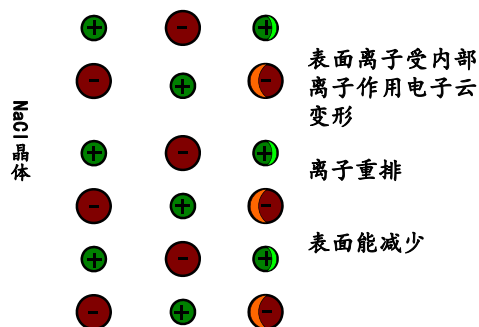 NaCl晶体
表面离子受内部
离子作用电子云
变形
离子重排
表面能减少